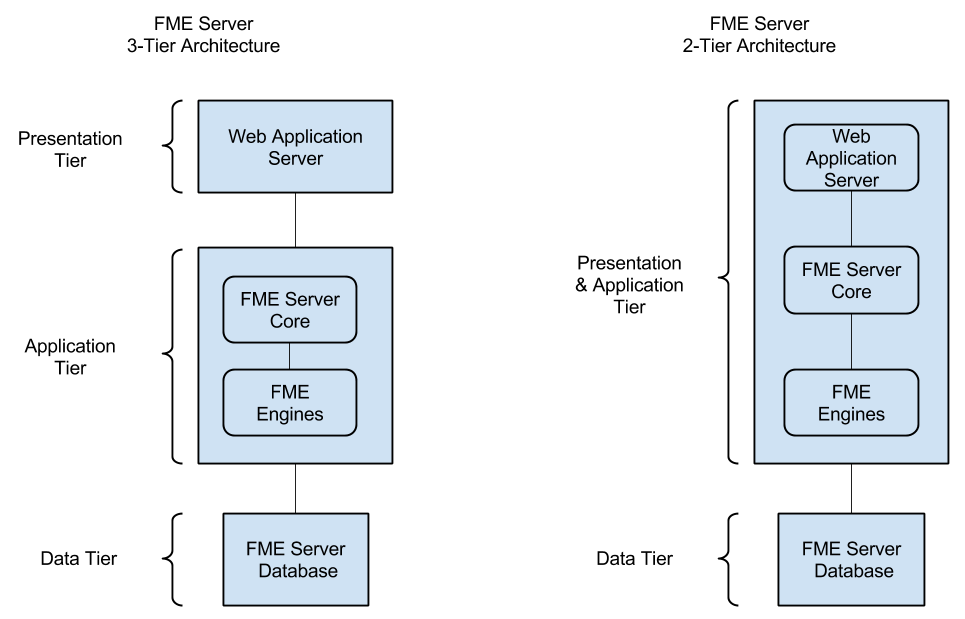 FME Server
3-Tier Architecture
Presentation
Tier
Web Application
Server
Application
Tier
FME Server
Core
FME
Engines
Data Tier
FME Server
Database
FME Server
2-Tier Architecture
Presentation
& Application
Tier
Web
Application
Server
FME Server
Core
FME
Engines
Data Tier
FME Server
Database